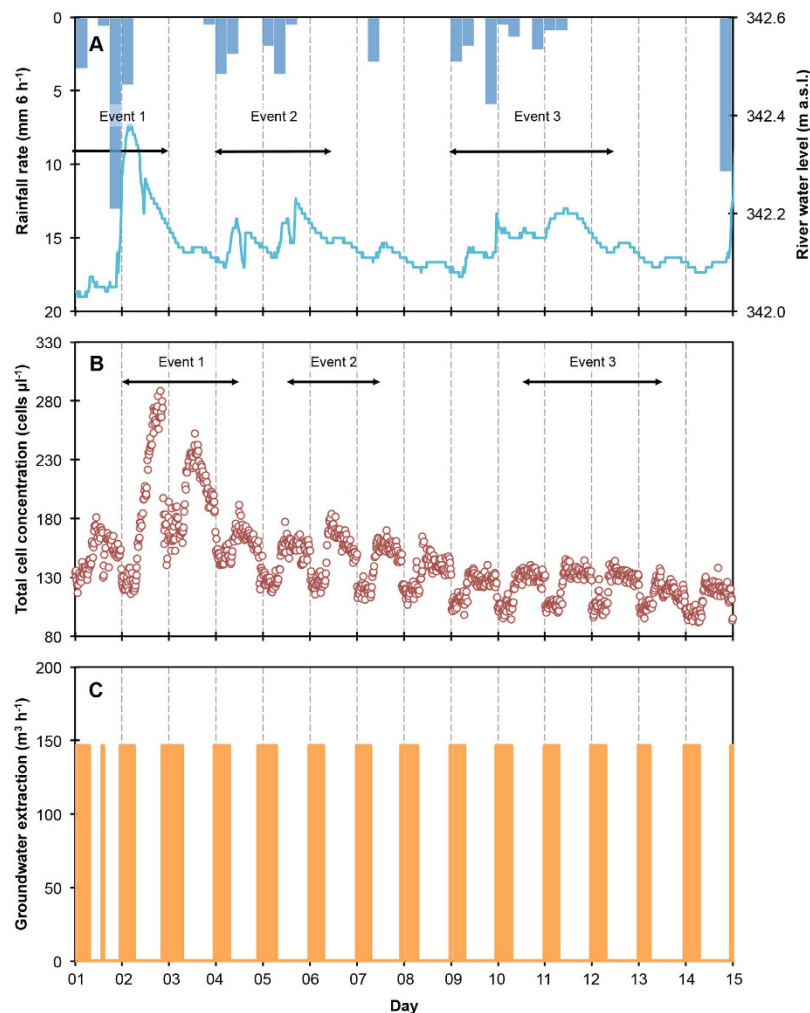 A
Rainfall rate (mm 6 h⁻¹)
0
5
10
15
20
Event 1
Event 2
Event 3
342.6
342.4
342.2
342.0
River water level (m a.s.l.)
B
Total cell concentration (cells µl⁻¹)
330
280
230
180
130
80
Event 1
Event 2
Event 3
C
Groundwater extraction (m³ h⁻¹)
200
150
100
50
0
01 02 03 04 05 06 07 08 09 10 11 12 13 14 15
Day